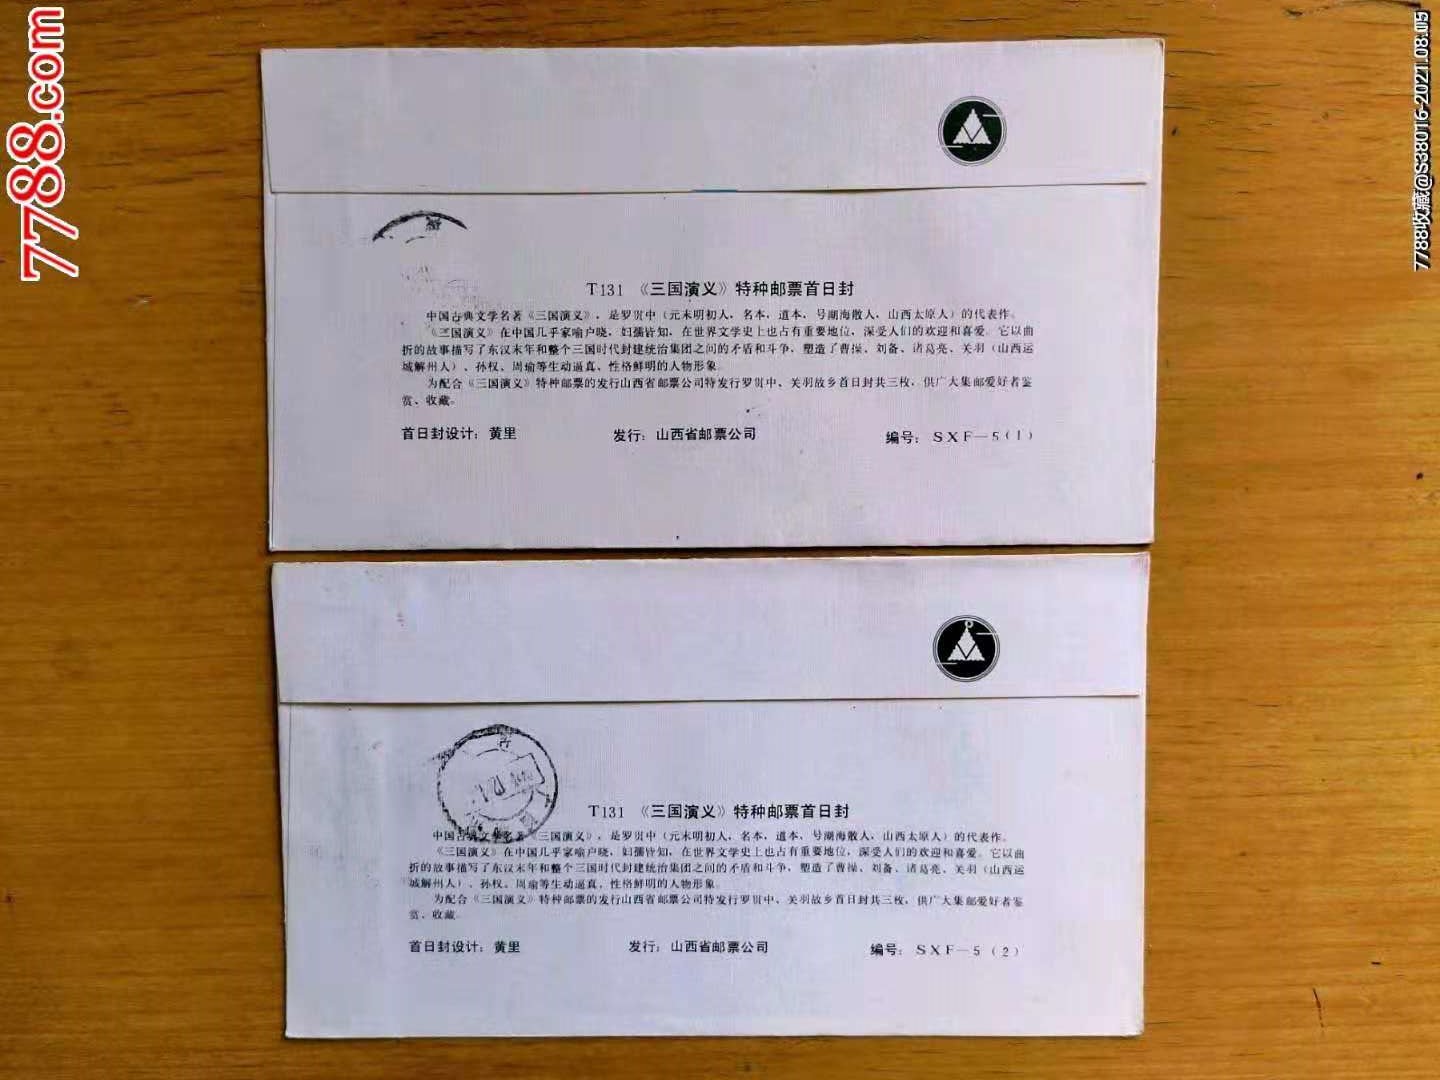 7788.com
7788收藏@S38016-2021.08.05
T131 《三国演义》特种邮票首日封
中国古典文学名著《三国演义》，是罗贯中（元末明初人，名本，道本，号湖海散人，山西太原人）的代表作。
《三国演义》在中国几乎家喻户晓，妇孺皆知，在世界文学史上也占有重要地位，深受人们的欢迎和喜爱。它以曲
折的故事描写了东汉末年和整个三国时代封建统治集团之间的矛盾和斗争，塑造了曹操、刘备、诸葛亮、关羽（山西运
城解州人）、孙权、周瑜等生动逼真、性格鲜明的人物形象。
为配合《三国演义》特种邮票的发行山西省邮票公司特发行罗贯中、关羽故乡首日封共三枚，供广大集邮爱好者鉴
赏、收藏。
首日封设计：黄里 发行：山西省邮票公司 编号：SXF—5（1）
T131 《三国演义》特种邮票首日封
中国古典文学名著《三国演义》，是罗贯中（元末明初人，名本，道本，号湖海散人，山西太原人）的代表作。
《三国演义》在中国几乎家喻户晓，妇孺皆知，在世界文学史上也占有重要地位，深受人们的欢迎和喜爱。它以曲
折的故事描写了东汉末年和整个三国时代封建统治集团之间的矛盾和斗争，塑造了曹操、刘备、诸葛亮、关羽（山西运
城解州人）、孙权、周瑜等生动逼真、性格鲜明的人物形象。
为配合《三国演义》特种邮票的发行山西省邮票公司特发行罗贯中、关羽故乡首日封共三枚，供广大集邮爱好者鉴
赏、收藏。
首日封设计：黄里 发行：山西省邮票公司 编号：SXF—5（2）